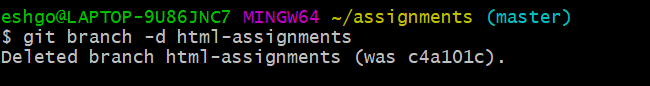 eshgo@LAPTOP-9U86JNC7 MINGW64 ~/assignments (master)
$ git branch -d html-assignments
Deleted branch html-assignments (was c4a101c).